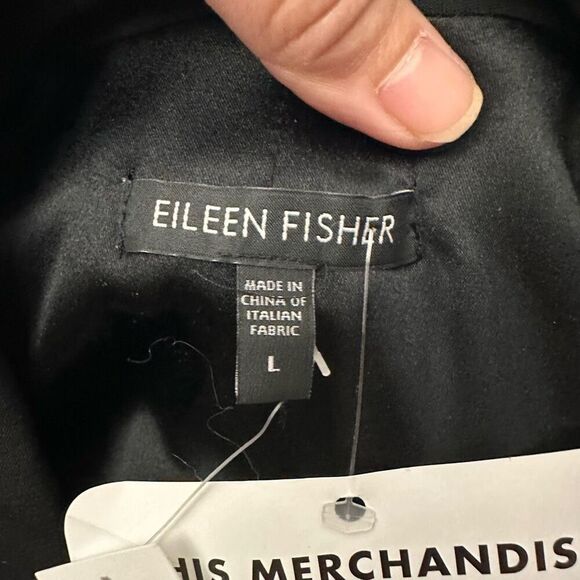 EILEEN FISHER
MADE IN
CHINA OF
ITALIAN
FABRIC
L
HIS MERCHANDIS